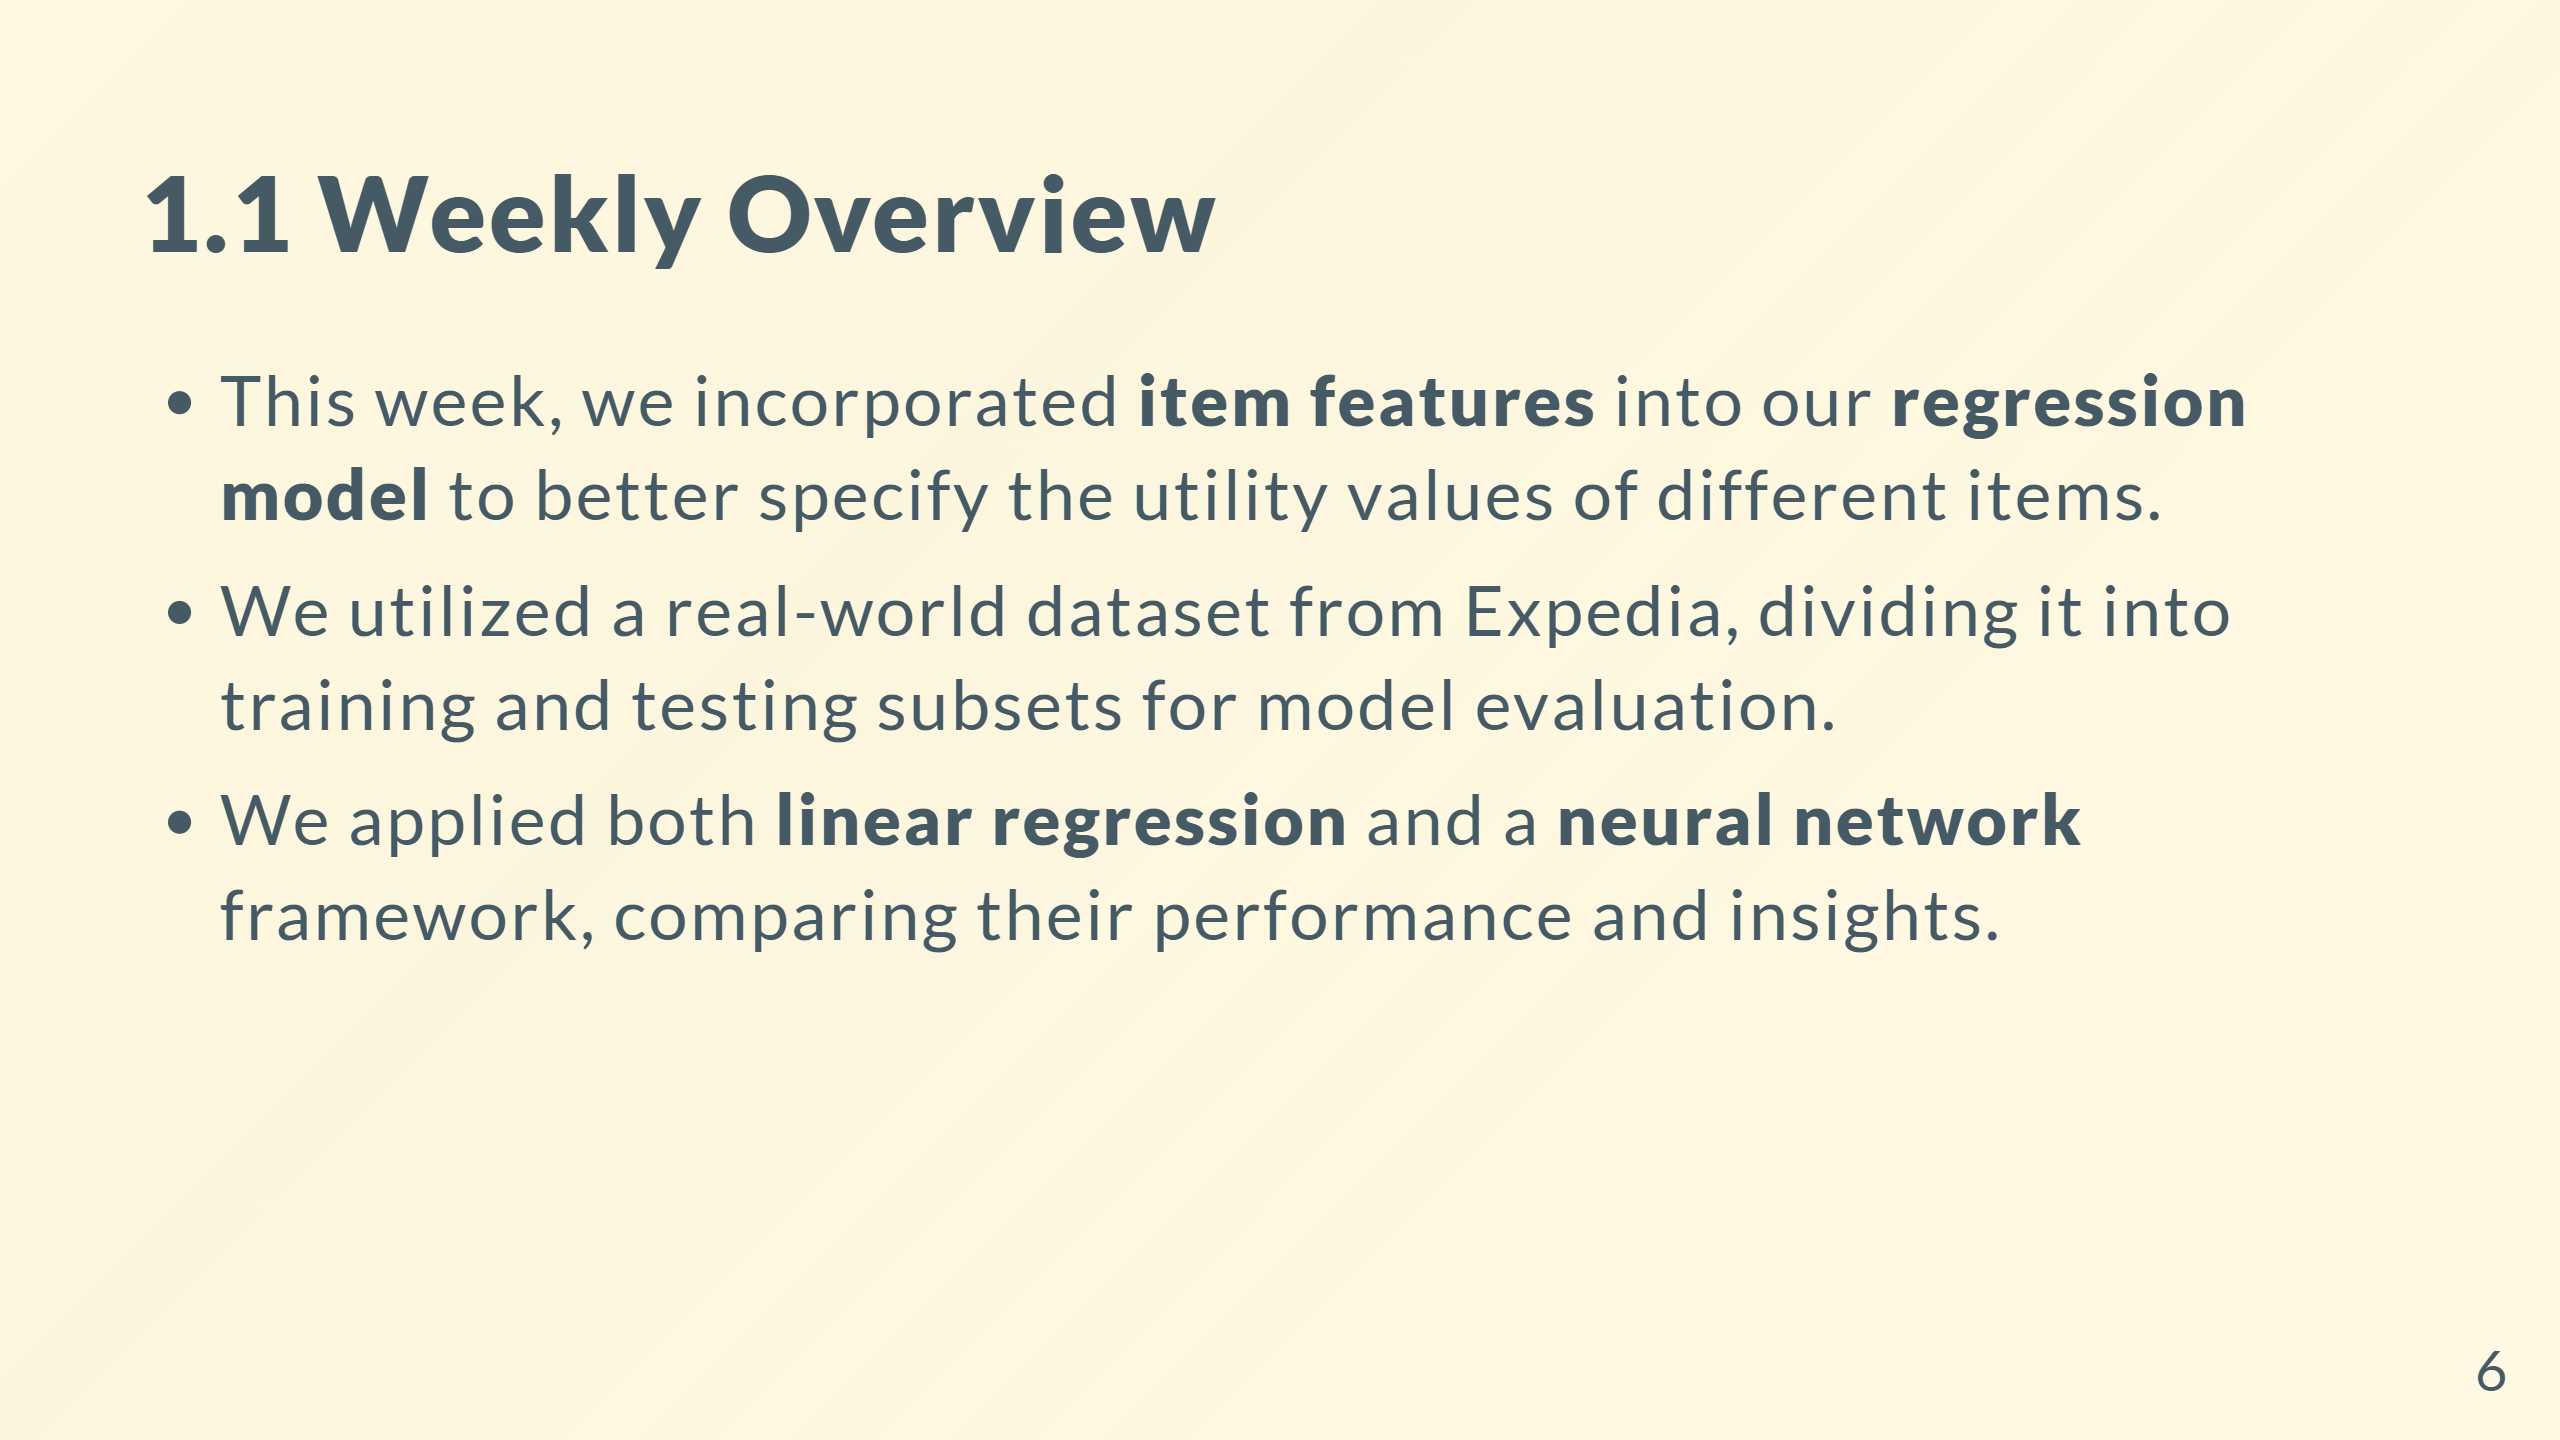 1.1 Weekly Overview
• This week, we incorporated item features into our regression
model to better specify the utility values of different items.
• We utilized a real-world dataset from Expedia, dividing it into
training and testing subsets for model evaluation.
• We applied both linear regression and a neural network
framework, comparing their performance and insights.
6